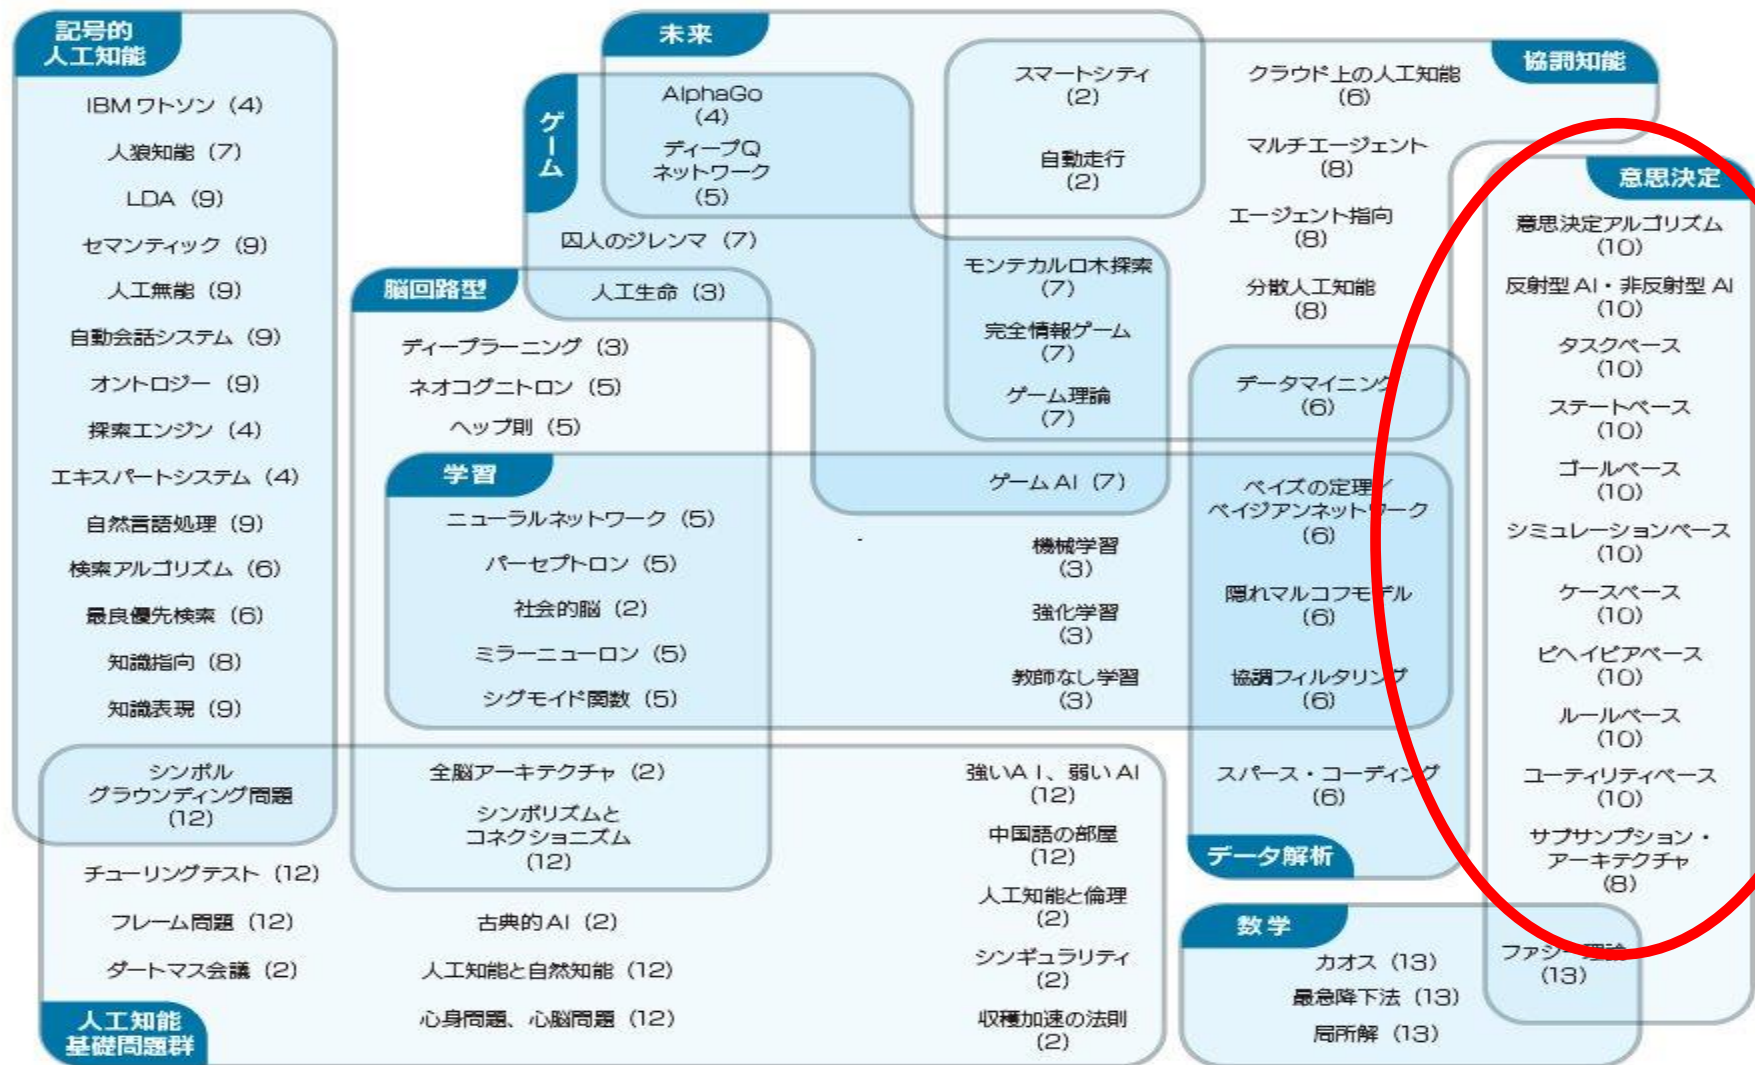 記号的
人工知能
IBMワトソン (4)
人狼知能 (7)
LDA (9)
セマンティック (9)
人工無能 (9)
自動会話システム (9)
オントロジー (9)
探索エンジン (4)
エキスパートシステム (4)
自然言語処理 (9)
検索アルゴリズム (6)
最良優先検索 (6)
知識指向 (8)
知識表現 (9)
シンボル
グラウンディング問題
(12)
チューリングテスト (12)
フレーム問題 (12)
ダートマス会議 (2)
人工知能
基礎問題群
未来
ゲーム
AlphaGo
(4)
ディープQ
ネットワーク
(5)
囚人のジレンマ (7)
脳回路型
人工生命 (3)
ディープラーニング (3)
ネオコグニトロン (5)
ヘッブ則 (5)
学習
ニューラルネットワーク (5)
パーセプトロン (5)
社会的脳 (2)
ミラーニューロン (5)
シグモイド関数 (5)
全脳アーキテクチャ (2)
シンボリズムと
コネクショニズム
(12)
古典的AI (2)
人工知能と自然知能 (12)
心身問題、心脳問題 (12)
スマートシティ
(2)
自動走行
(2)
モンテカルロ木探索
(7)
完全情報ゲーム
(7)
ゲーム理論
(7)
ゲームAI (7)
機械学習
(3)
強化学習
(3)
教師なし学習
(3)
強いAI、弱いAI
(12)
中国語の部屋
(12)
人工知能と倫理
(2)
シンギュラリティ
(2)
収穫加速の法則
(2)
協調知能
クラウド上の人工知能
(6)
マルチエージェント
(8)
エージェント指向
(8)
分散人工知能
(8)
データマイニング
(6)
ベイズの定理/
ベイジアンネットワーク
(6)
隠れマルコフモデル
(6)
協調フィルタリング
(6)
スパース・コーディング
(6)
データ解析
数学
カオス (13)
最急降下法 (13)
局所解 (13)
意思決定
意思決定アルゴリズム
(10)
反射型AI・非反射型AI
(10)
タスクベース
(10)
ステートベース
(10)
ゴールベース
(10)
シミュレーションベース
(10)
ケースベース
(10)
ビヘイビアベース
(10)
ルールベース
(10)
ユーティリティベース
(10)
サブサンプション・
アーキテクチャ
(8)
ファジー理論
(13)